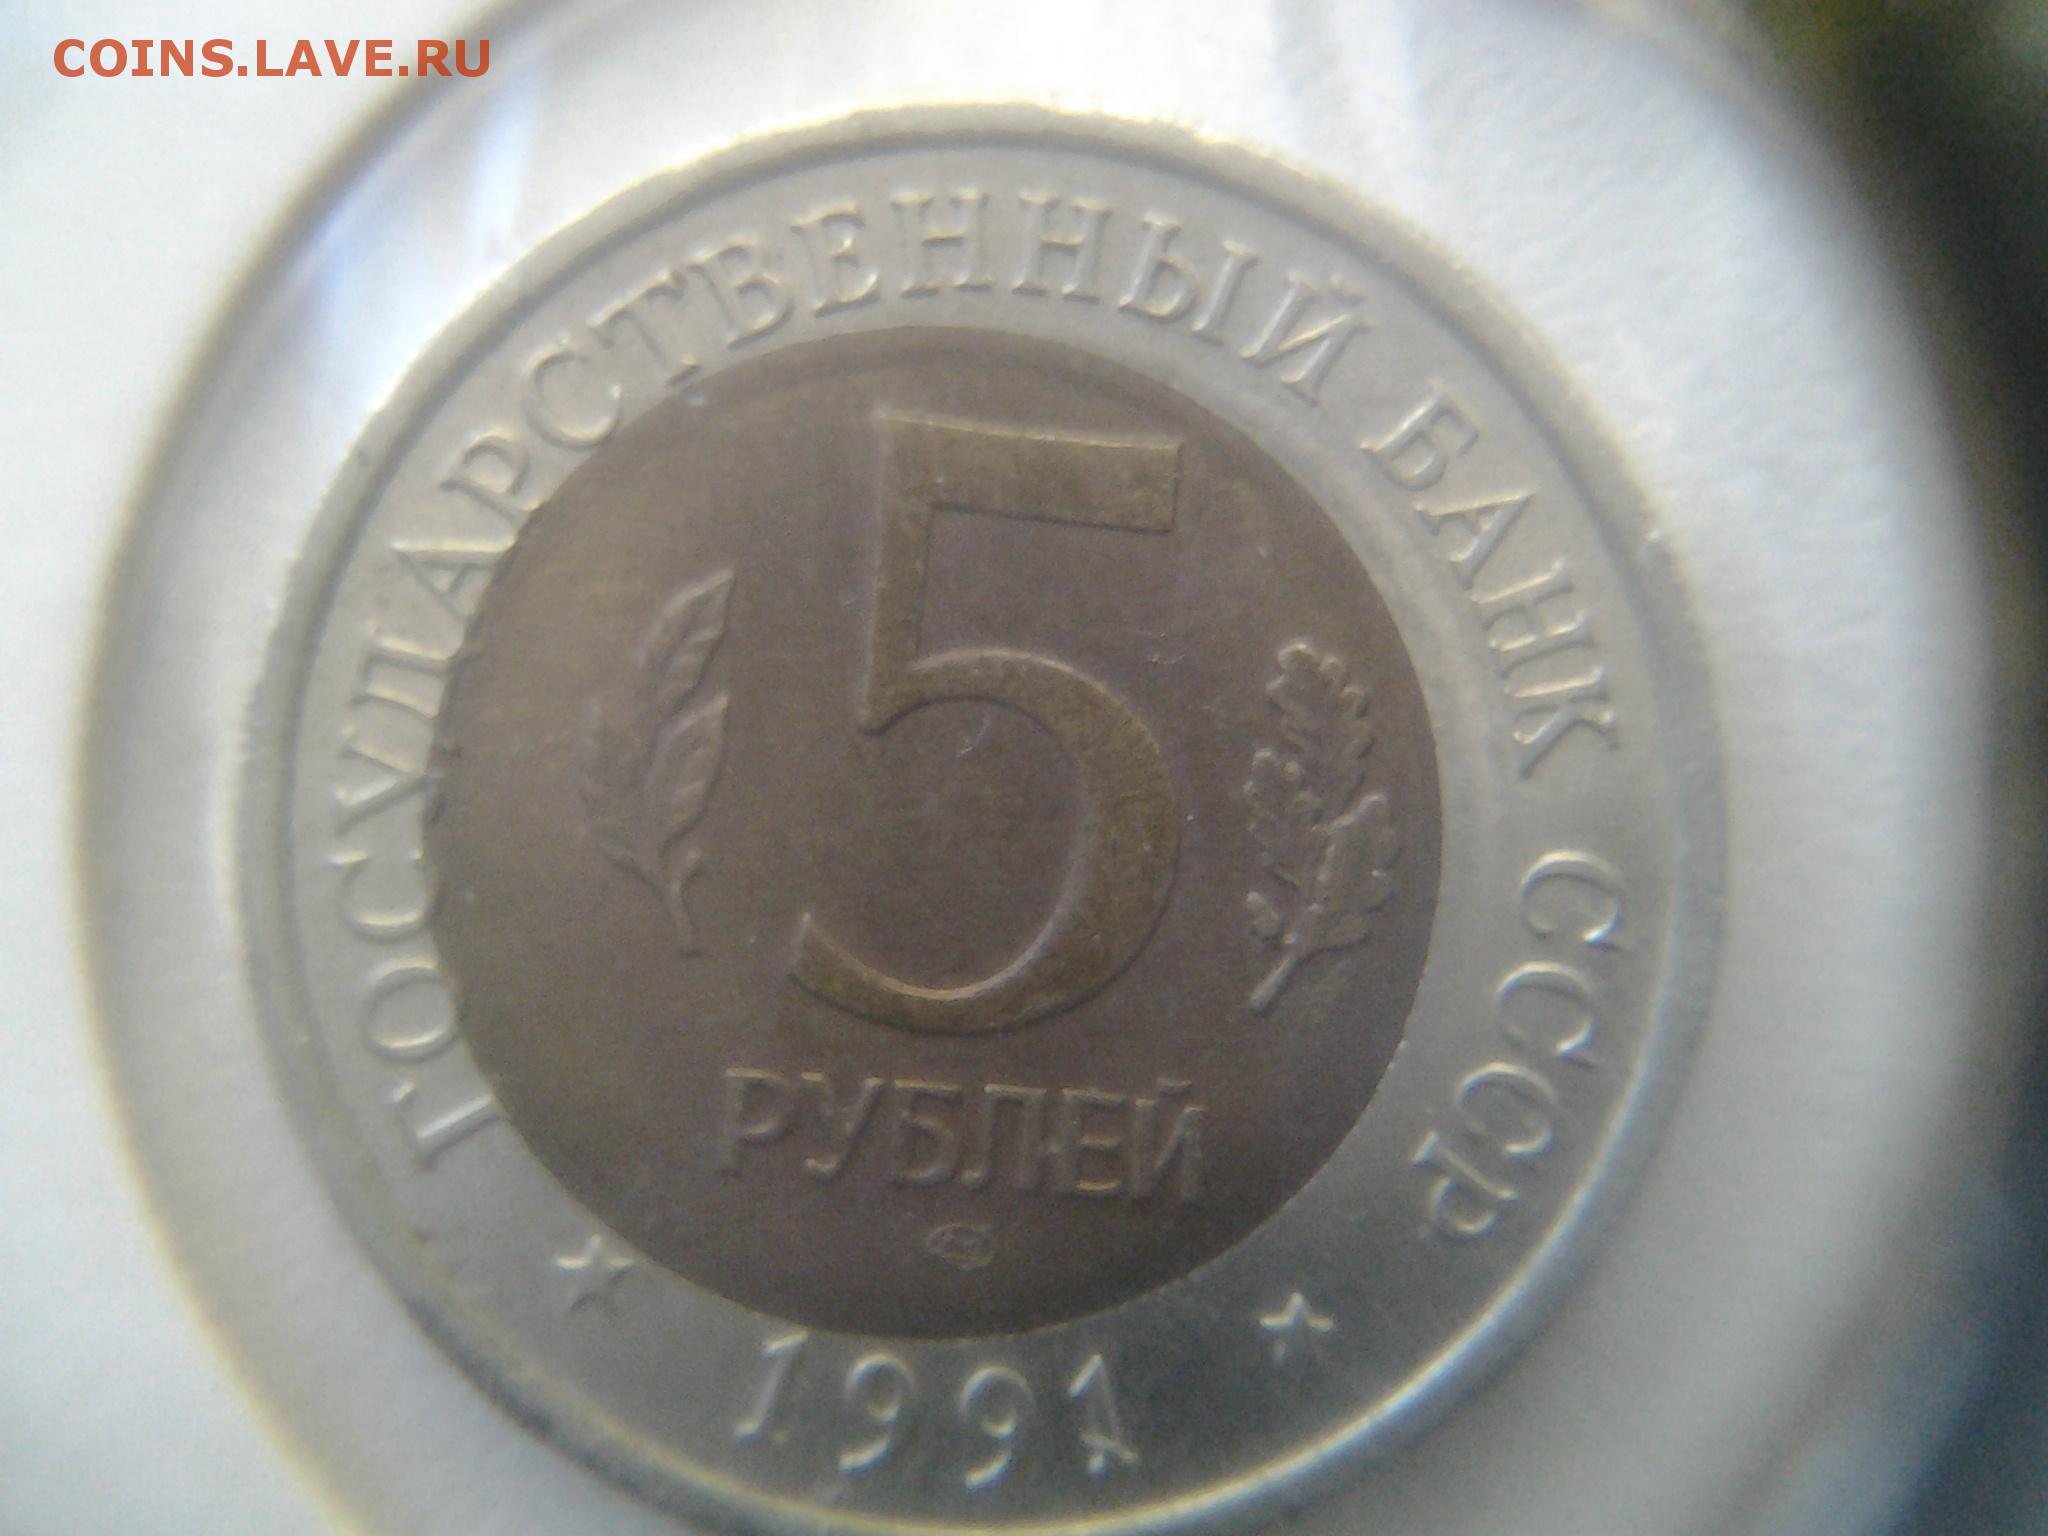 COINS.LAVE.RU
ГОСУДАРСТВЕННЫЙ БАНК СССР
5
РУБЛЕЙ
1991